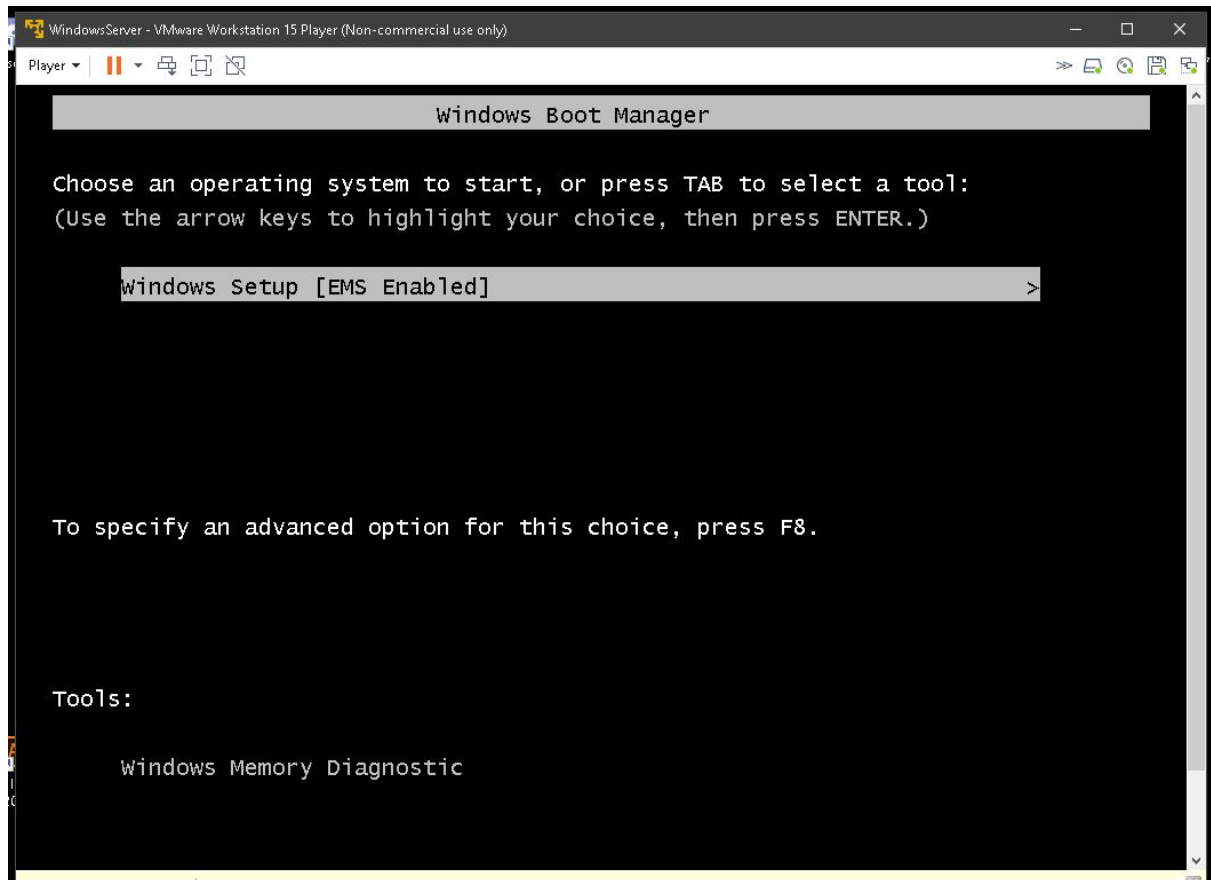 WindowsServer - VMware Workstation 15 Player (Non-commercial use only)
Player
Windows Boot Manager
Choose an operating system to start, or press TAB to select a tool:
(Use the arrow keys to highlight your choice, then press ENTER.)
Windows Setup [EMS Enabled] >
To specify an advanced option for this choice, press F8.
Tools:
Windows Memory Diagnostic